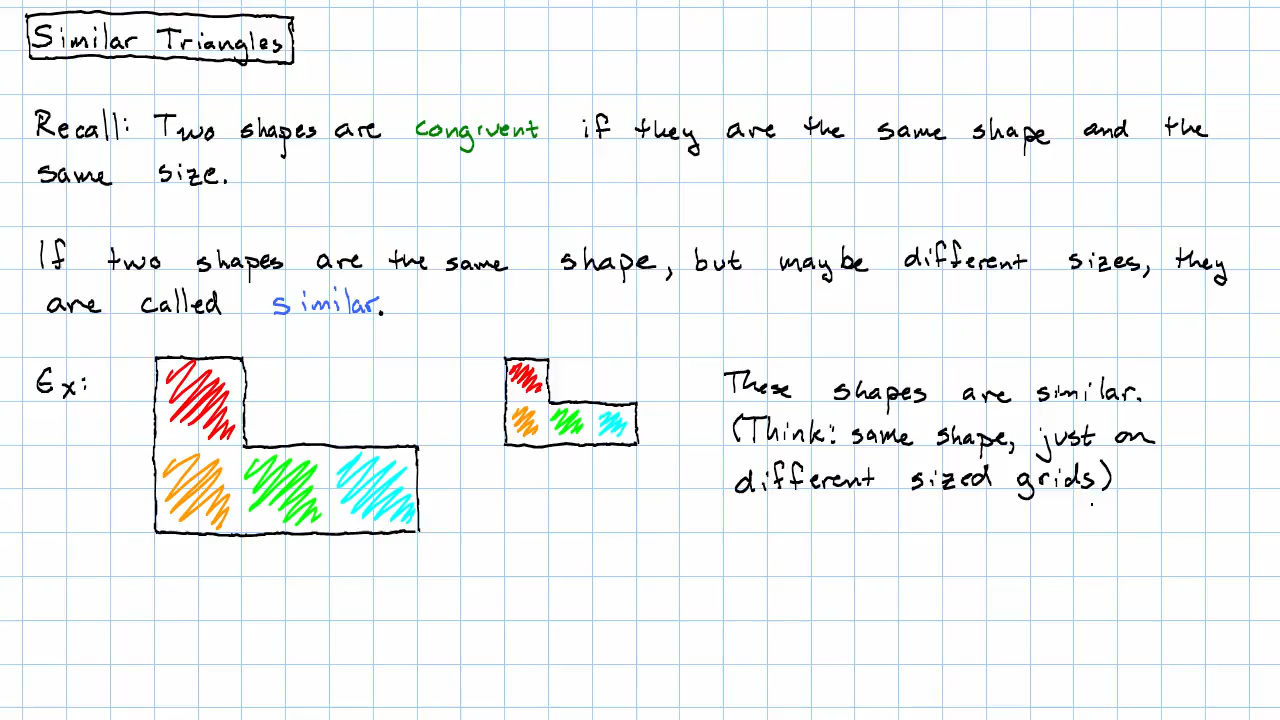 Similar Triangles
Recall: Two shapes are congruent if they are the same shape and the
same size.
If two shapes are the same shape, but maybe different sizes, they
are called similar.
Ex:
These shapes are similar.
(Think: same shape, just on
different sized grids)